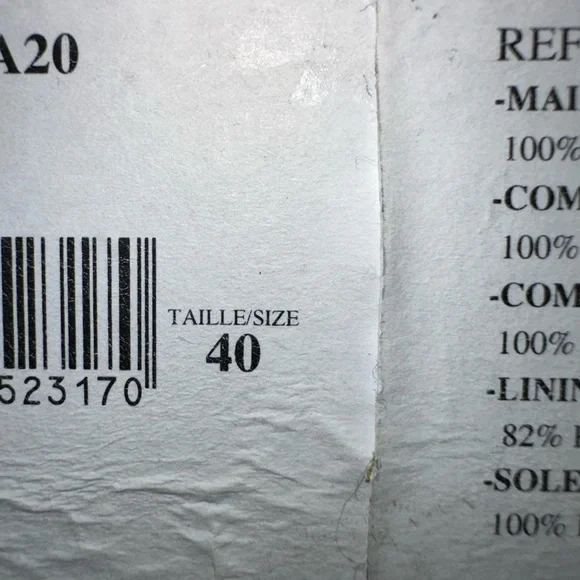 A20
523170
TAILLE/SIZE
40
REF
-MAI
100%
-COM
100%
-COM
100%
-LININ
82%
-SOLE
100%